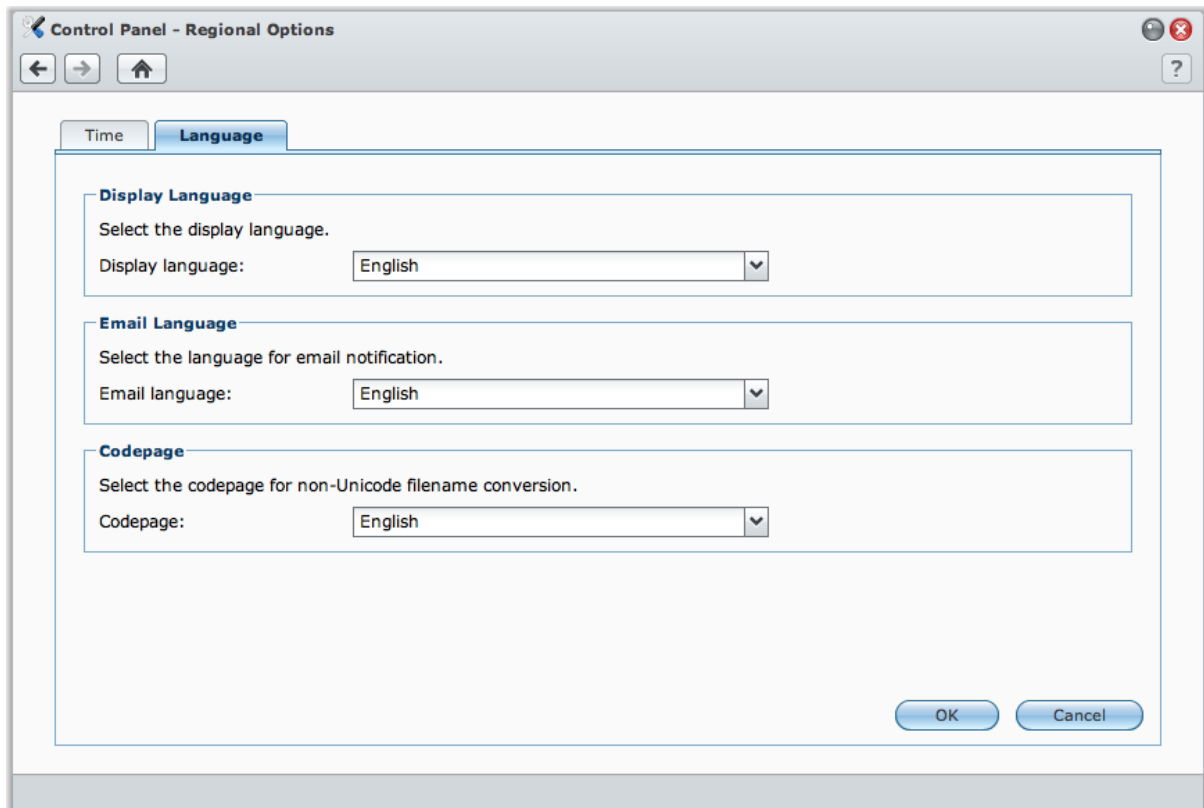 Control Panel - Regional Options
?
Time Language
Display Language
Select the display language.
Display language: English
Email Language
Select the language for email notification.
Email language: English
Codepage
Select the codepage for non-Unicode filename conversion.
Codepage: English
OK Cancel